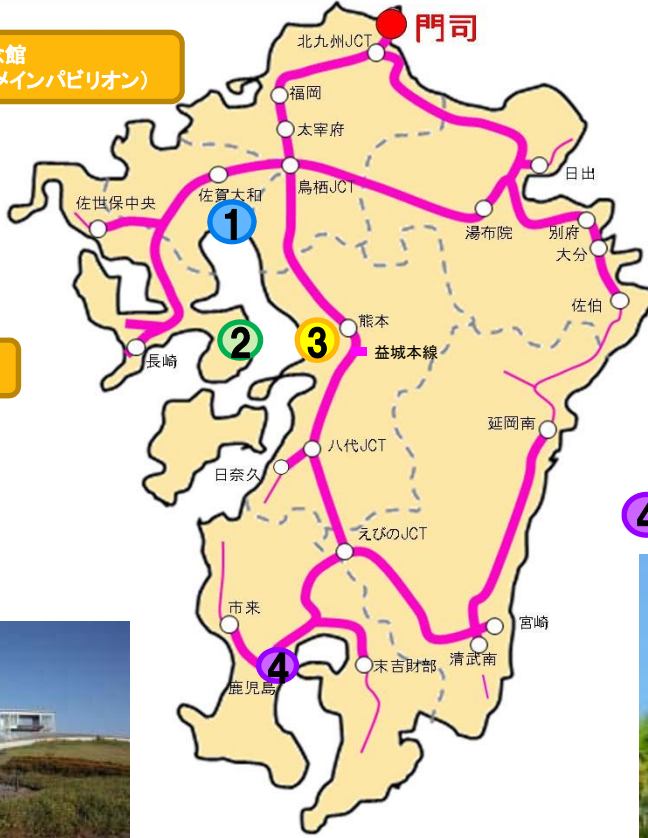 門司
北九州JCT
館
メインパビリオン）
福岡
太宰府
鳥栖JCT
佐賀大和
佐世保中央
日出
湯布院
別府
大分
佐伯
1
2
3
熊本
益城本線
長崎
延岡南
八代JCT
日奈久
4
えびのJCT
市来
宮崎
清武南
4
末吉財部
鹿児島